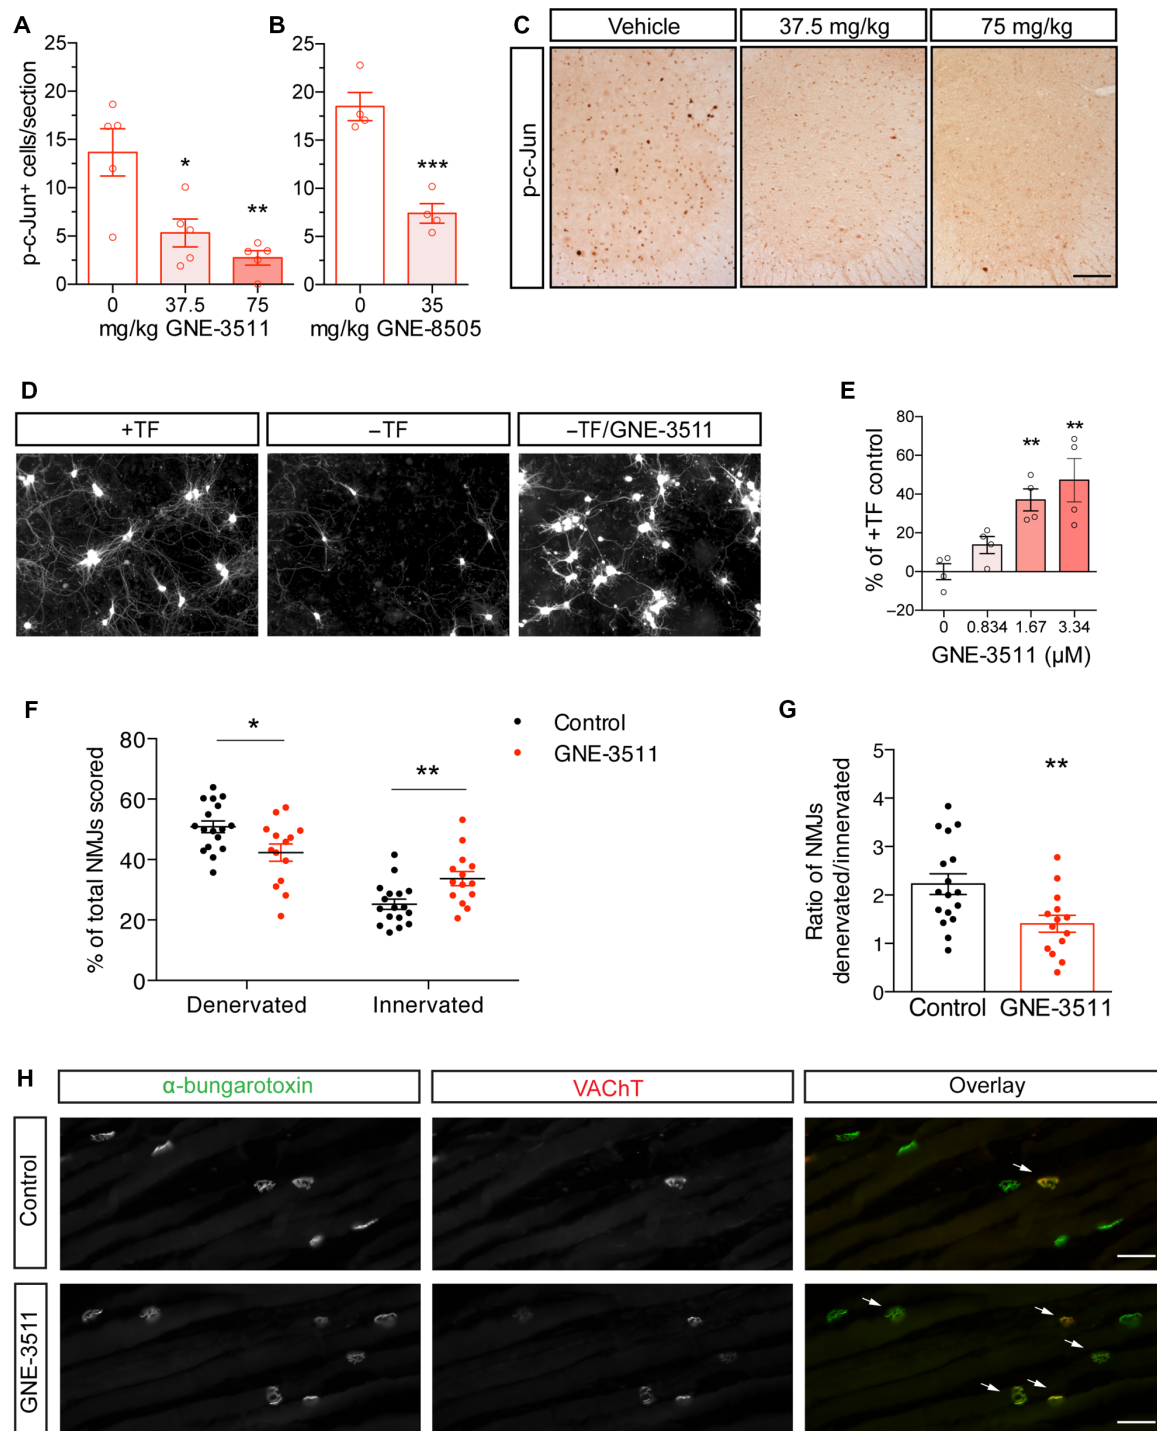 A
B
C
Vehicle
37.5 mg/kg
75 mg/kg
p-c-Jun⁺ cells/section
25
20
15
10
5
0
*
**
0
37.5
75
mg/kg GNE-3511
25
20
15
10
5
0
***
0
35
mg/kg GNE-8505
p-c-Jun
D
+TF
–TF
–TF/GNE-3511
E
% of +TF control
80
60
40
20
0
–20
**
**
0
0.834
1.67
3.34
GNE-3511 (µM)
F
% of total NMJs scored
80
60
40
20
0
*
**
Denervated
Innervated
Control
GNE-3511
G
Ratio of NMJs
denervated/innervated
5
4
3
2
1
0
**
Control
GNE-3511
H
α-bungarotoxin
VAChT
Overlay
Control
GNE-3511